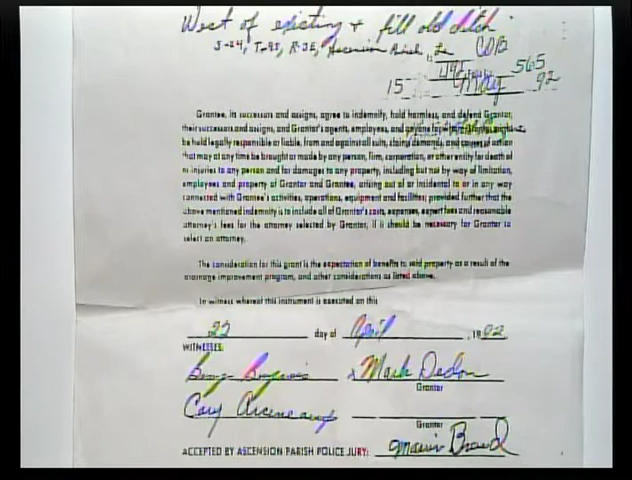 West of existing + fill old ditch.
S-24, T-9S, R-3E, Ascension Parish, La COB
495 565
15 May 92
Grantee, its successors and assigns, agree to indemnify, hold harmless, and defend Grantor,
their successors and assigns, and Grantor's agents, employees, and
be held legally responsible or liable, from and against all suits, claims demands, and causes of action
that may at any time be brought or made by any person, firm, corporation, or other entity for death of
or injuries to any person and for damages to any property, including but not by way of limitation,
employees and property of Grantor and Grantee, arising out of or incidental to or in any way
connected with Grantee's activities, operations, equipment and facilities; provided further that the
above mentioned indemnity is to include all of Grantor's costs, expenses, expert fees and reasonable
attorney's fees for the attorney selected by Grantor, if it should be necessary for Grantor to
select an attorney.
The consideration for this grant is the expectation of benefits to said property as a result of the
drainage improvement program, and other considerations as listed above.
In witness whereof this instrument is executed on this
day of April, 19
WITNESSES:
Mark Dedon
Grantor
Cary Arceneaux
Grantor
ACCEPTED BY ASCENSION PARISH POLICE JURY: